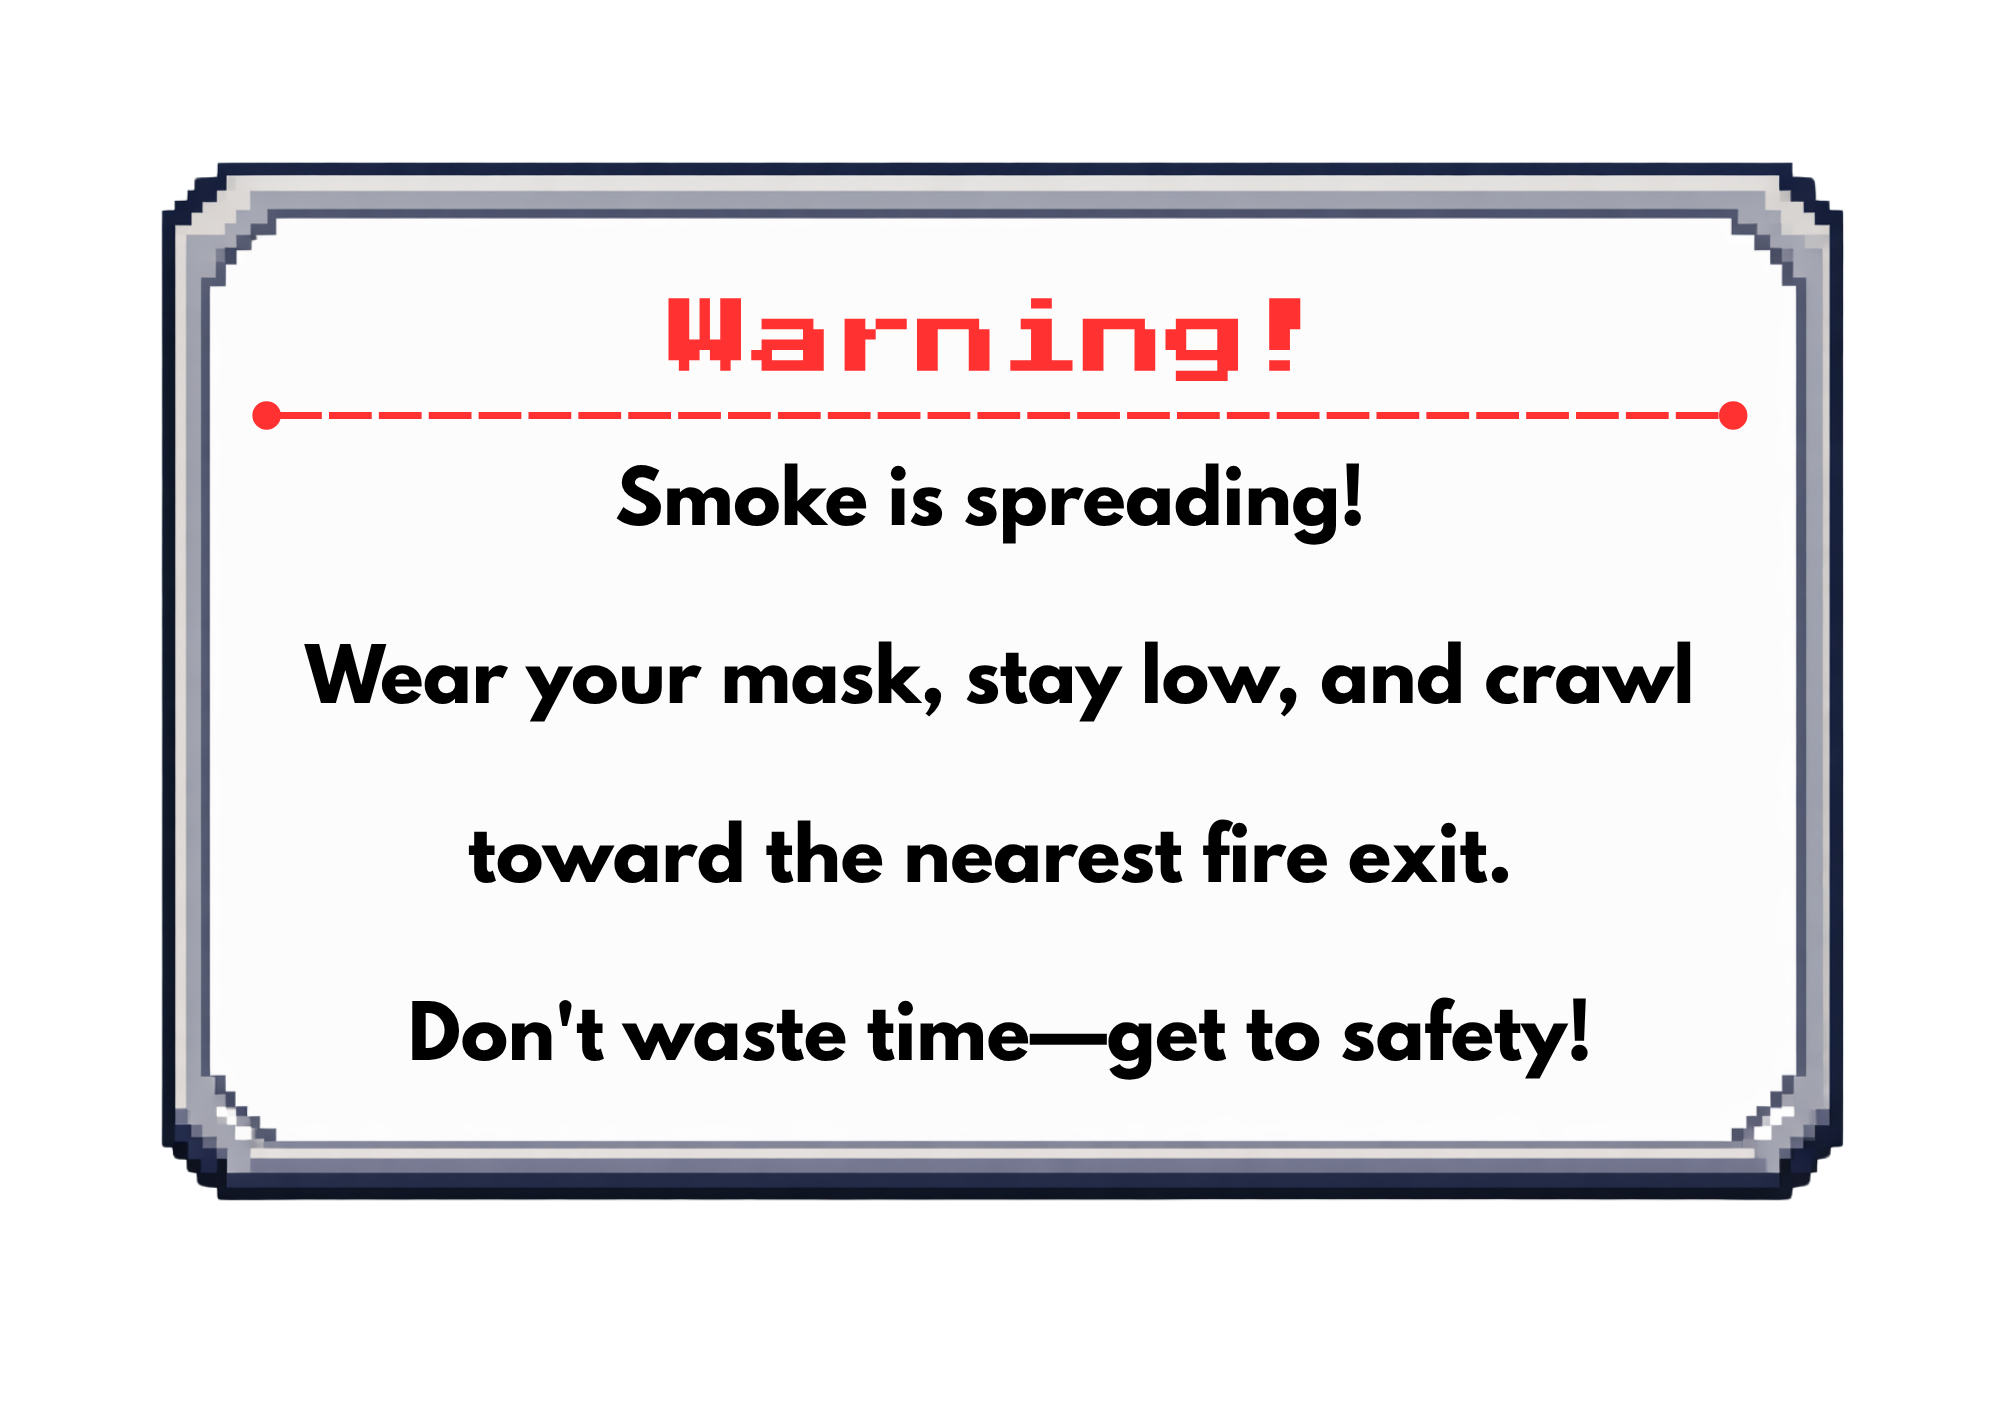 Warning!
Smoke is spreading!
Wear your mask, stay low, and crawl
toward the nearest fire exit.
Don't waste time—get to safety!